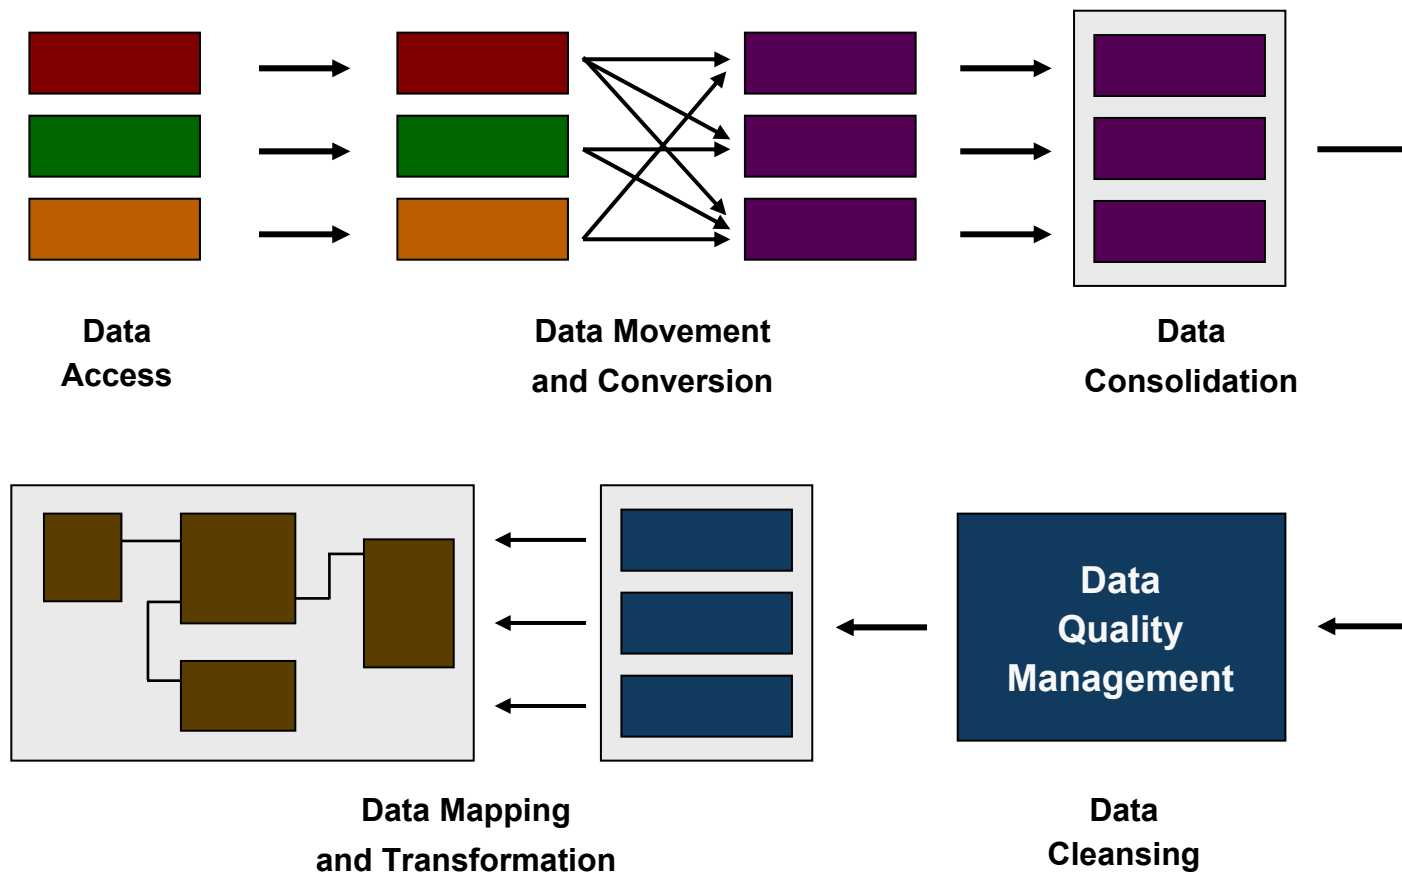 Data
Access
Data Movement
and Conversion
Data
Consolidation
Data
Quality
Management
Data Mapping
and Transformation
Data
Cleansing